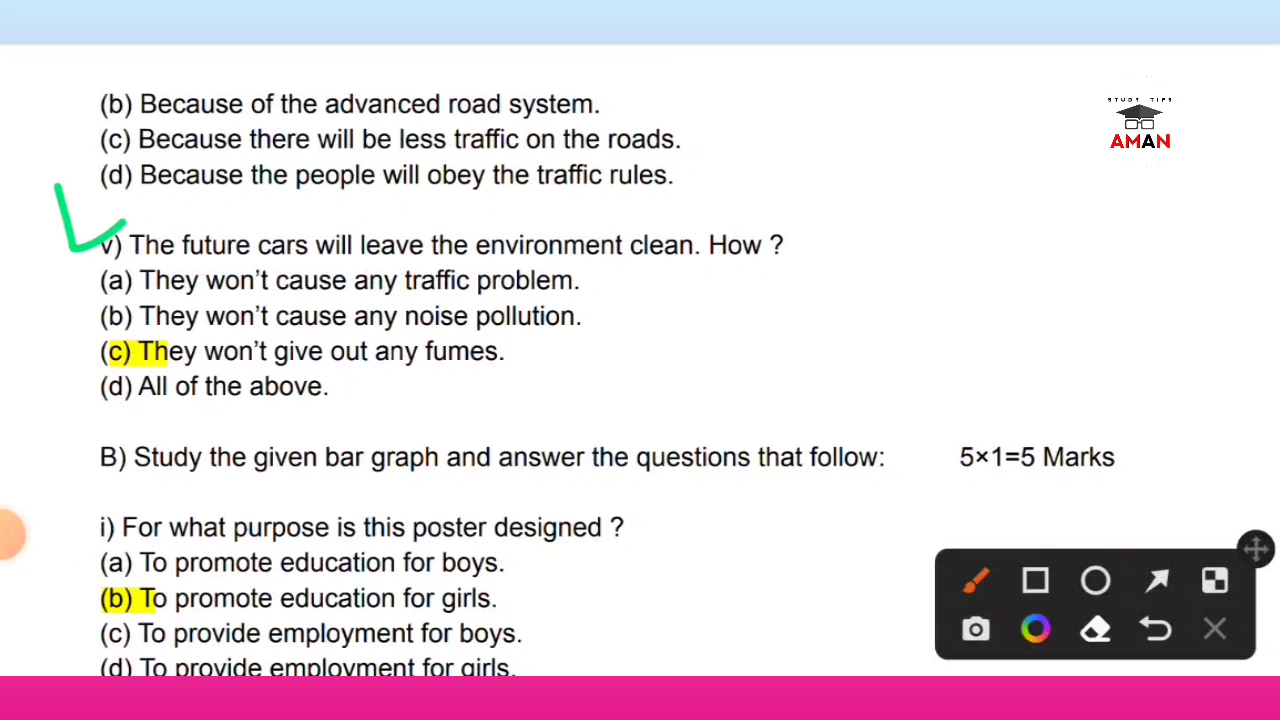 STUDY TIPS
AMAN
(b) Because of the advanced road system.
(c) Because there will be less traffic on the roads.
(d) Because the people will obey the traffic rules.
v) The future cars will leave the environment clean. How ?
(a) They won’t cause any traffic problem.
(b) They won’t cause any noise pollution.
(c) They won’t give out any fumes.
(d) All of the above.
B) Study the given bar graph and answer the questions that follow: 5×1=5 Marks
i) For what purpose is this poster designed ?
(a) To promote education for boys.
(b) To promote education for girls.
(c) To provide employment for boys.
(d) To provide employment for girls.